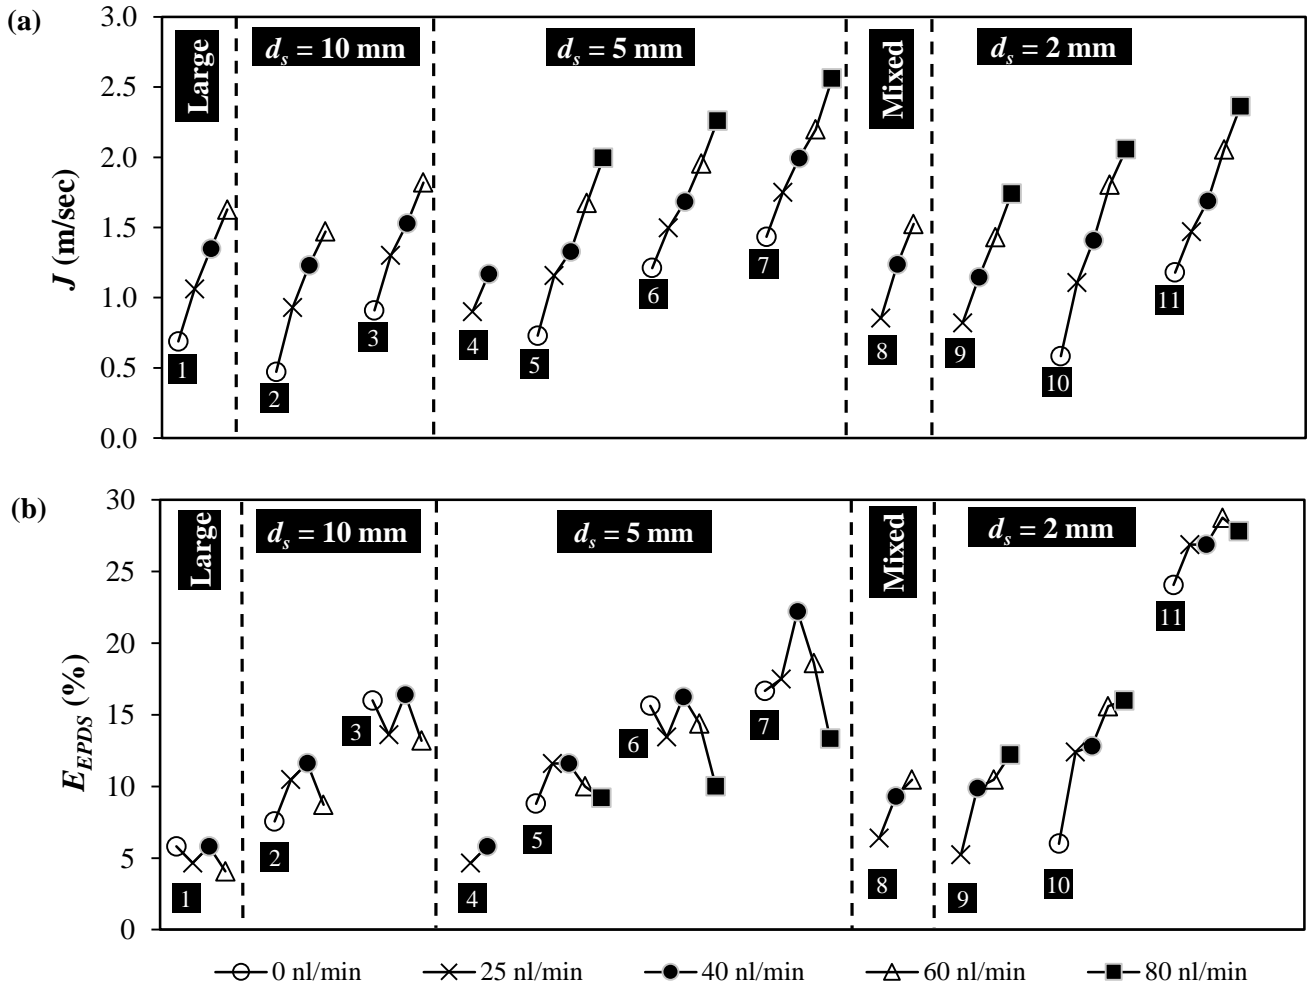 (a)
3.0
2.5
2.0
1.5
1.0
0.5
0.0
J (m/sec)
Large
d_s = 10 mm
d_s = 5 mm
Mixed
d_s = 2 mm
1
2
3
4
5
6
7
8
9
10
11
(b)
30
25
20
15
10
5
0
E_EPDS (%)
Large
d_s = 10 mm
d_s = 5 mm
Mixed
d_s = 2 mm
1
2
3
4
5
6
7
8
9
10
11
0 nl/min 25 nl/min 40 nl/min 60 nl/min 80 nl/min